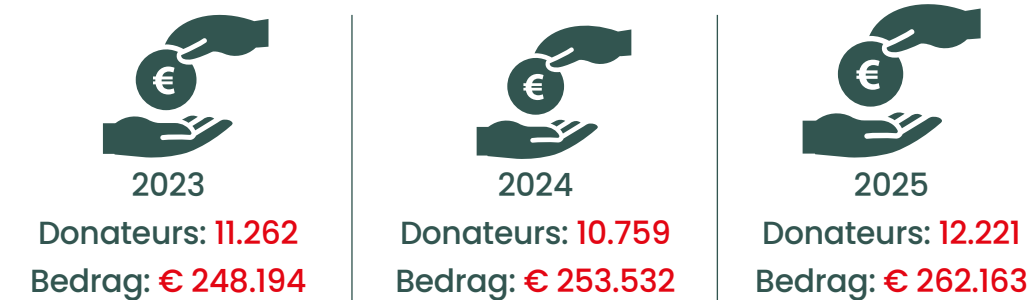 €
2023
Donateurs: 11.262
Bedrag: € 248.194
€
2024
Donateurs: 10.759
Bedrag: € 253.532
€
2025
Donateurs: 12.221
Bedrag: € 262.163